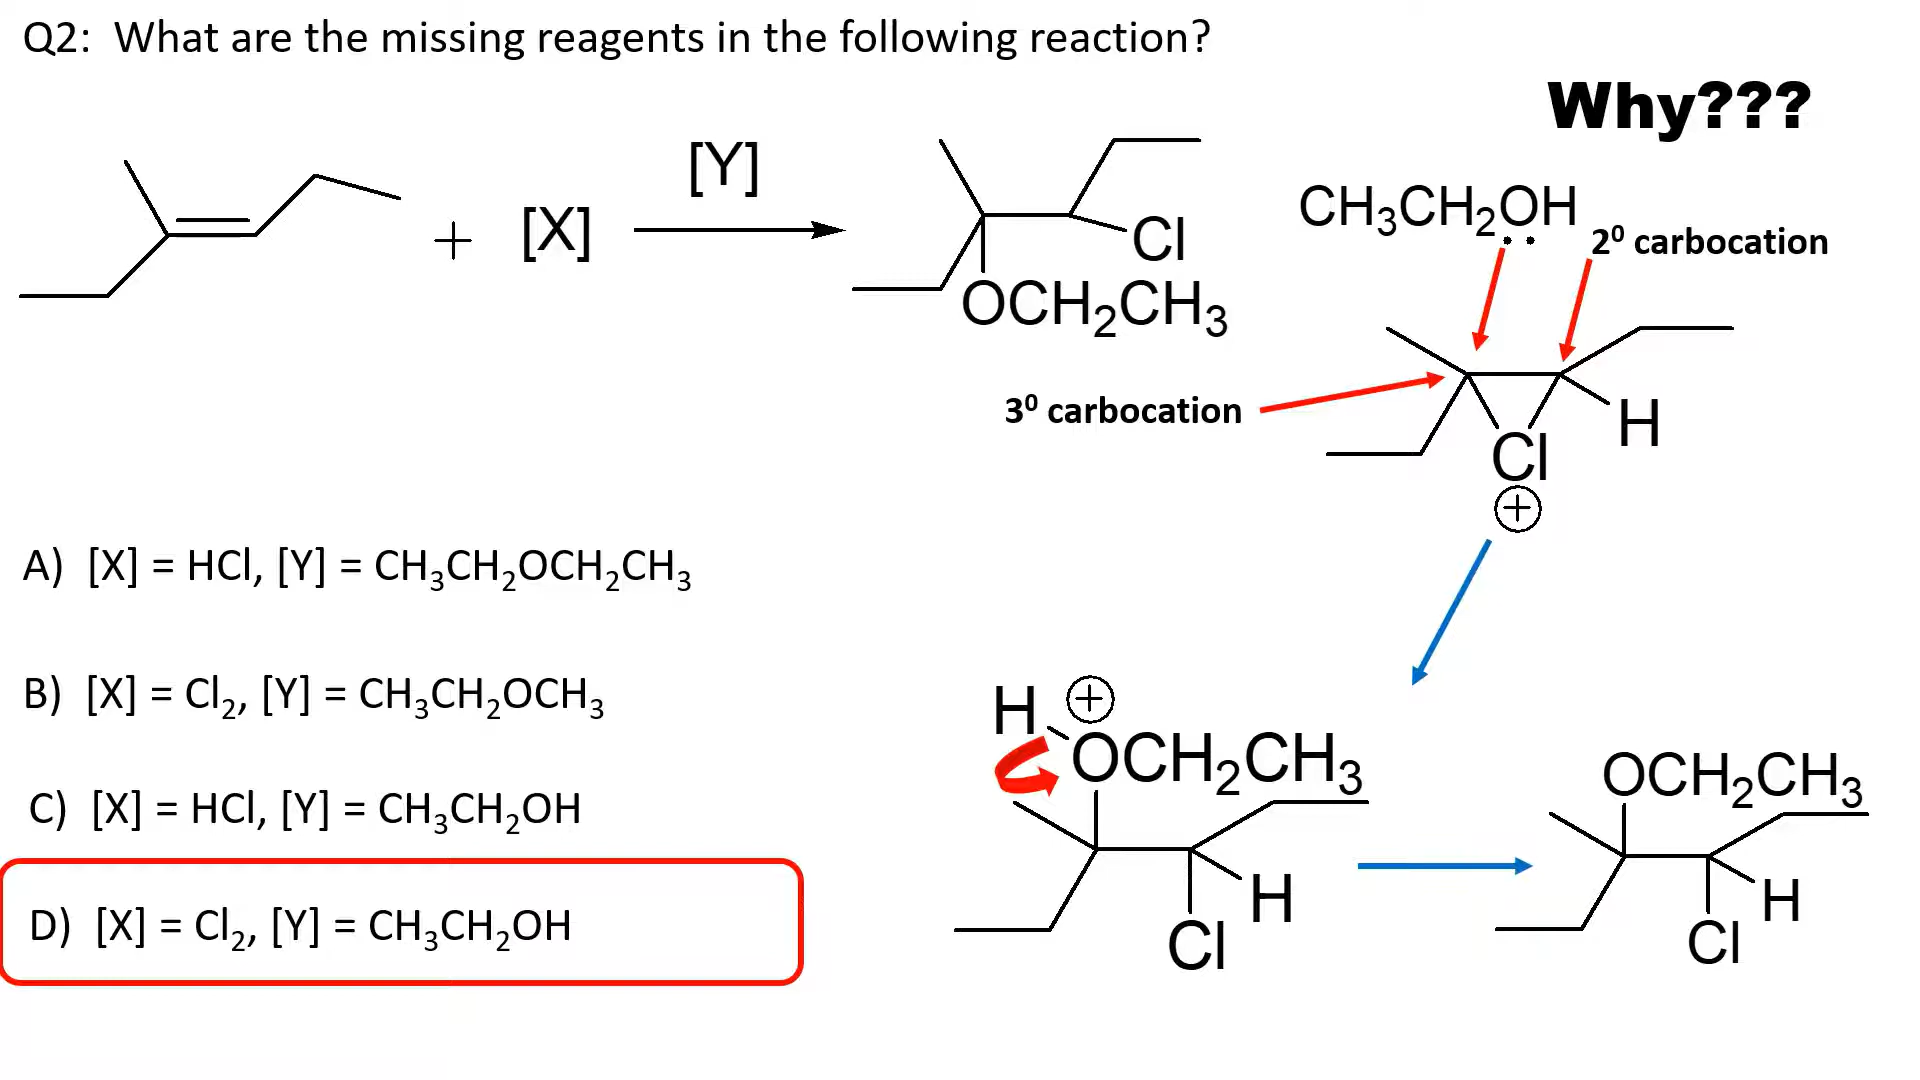 Q2: What are the missing reagents in the following reaction?
Why???
[Y]
+ [X]
Cl
OCH₂CH₃
CH₃CH₂OH
2⁰ carbocation
3⁰ carbocation
H
Cl
+
A) [X] = HCl, [Y] = CH₃CH₂OCH₂CH₃
B) [X] = Cl₂, [Y] = CH₃CH₂OCH₃
C) [X] = HCl, [Y] = CH₃CH₂OH
D) [X] = Cl₂, [Y] = CH₃CH₂OH
H +
OCH₂CH₃
H
Cl
OCH₂CH₃
H
Cl